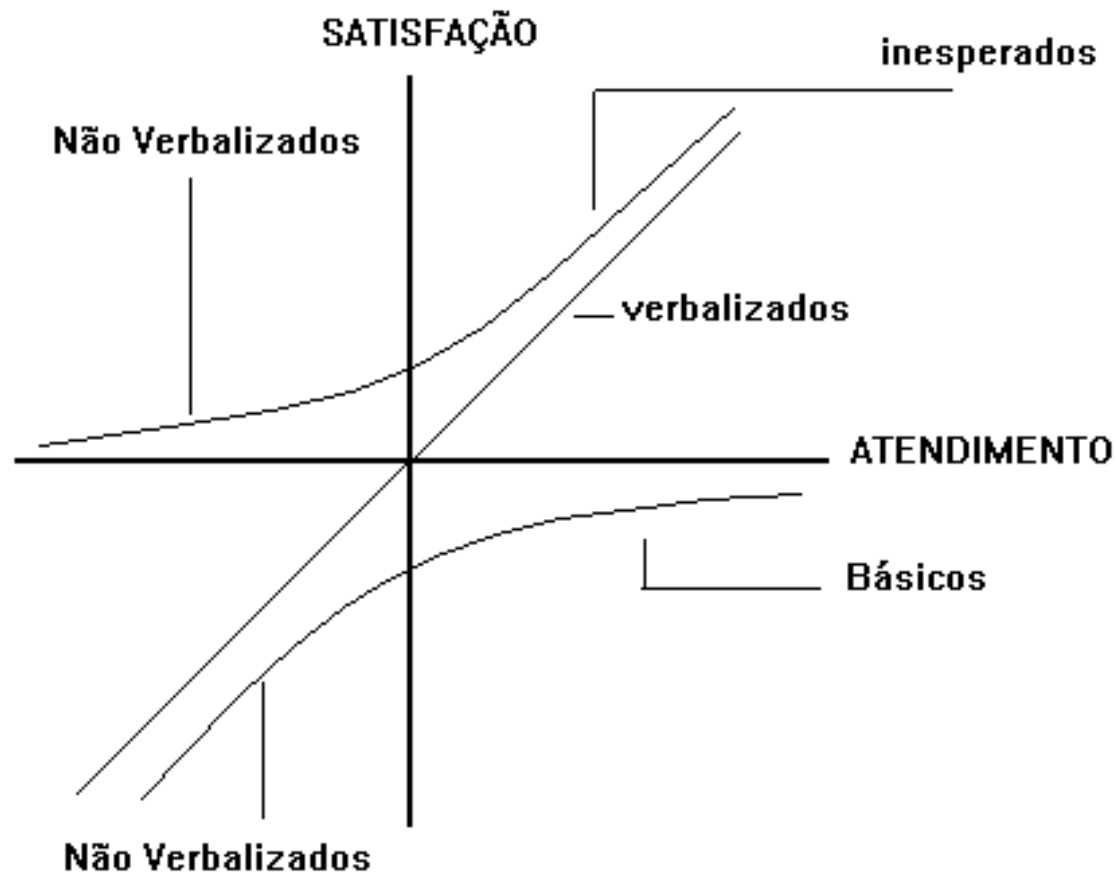 SATISFAÇÃO
inesperados
Não Verbalizados
verbalizados
ATENDIMENTO
Básicos
Não Verbalizados